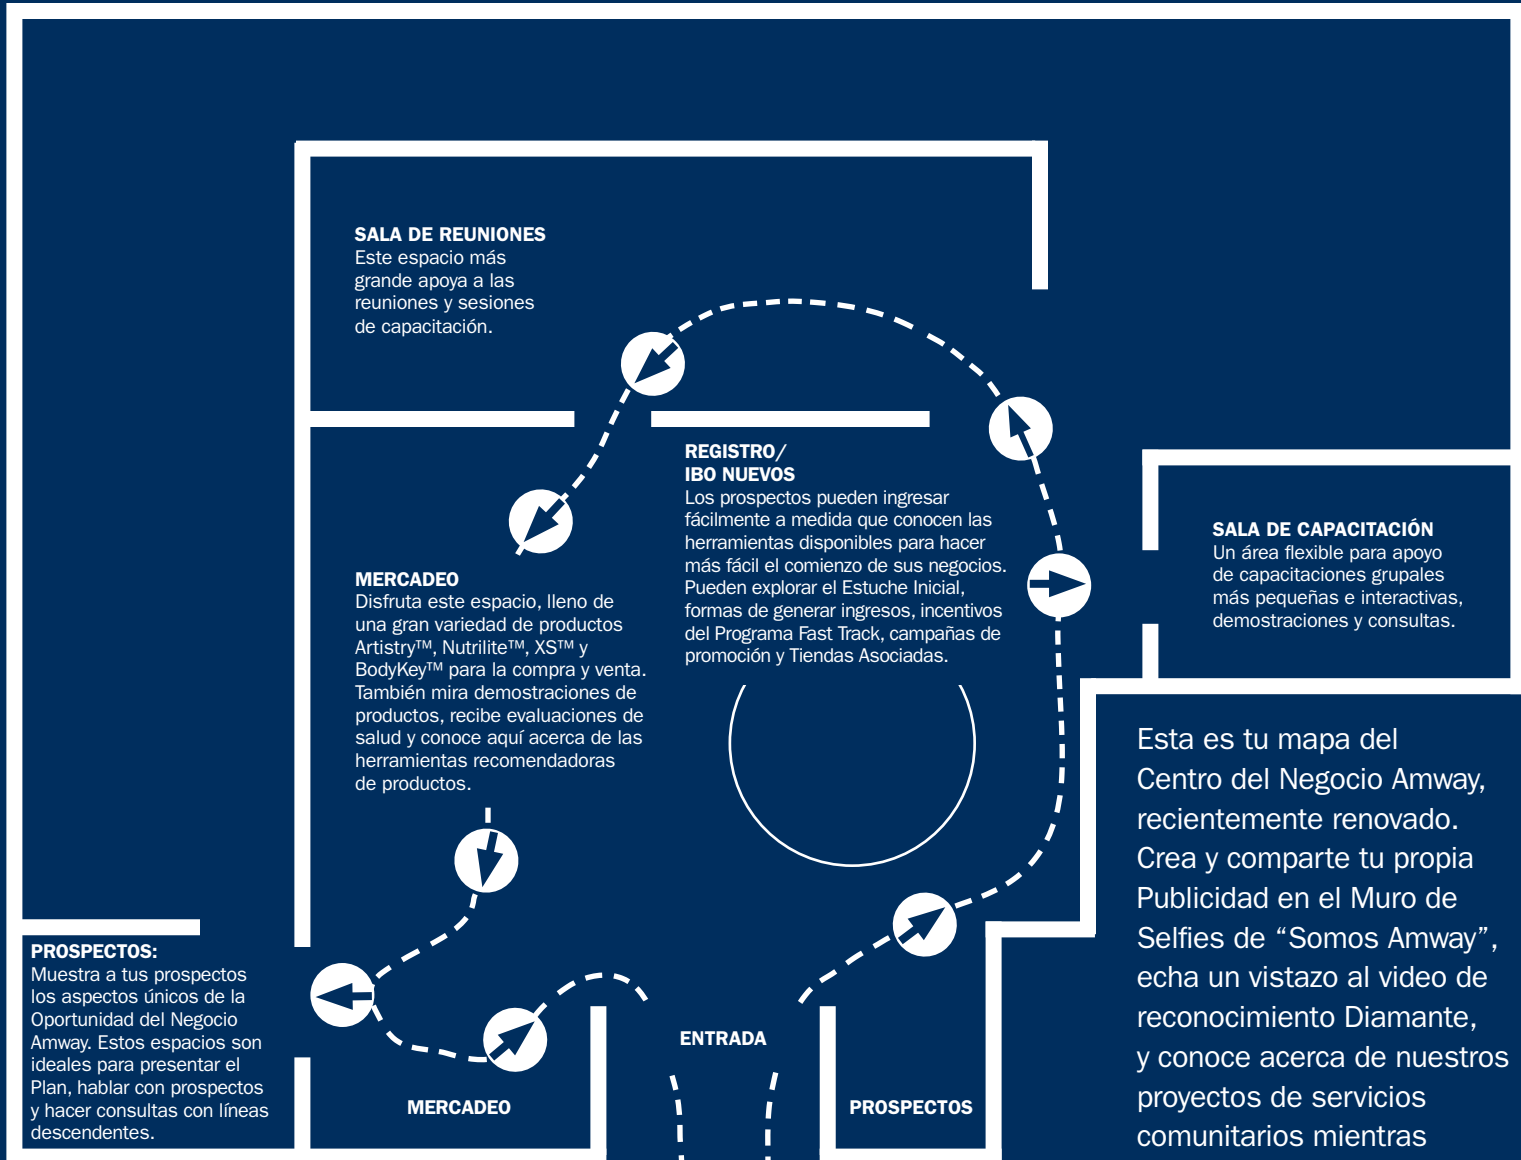 SALA DE REUNIONES
Este espacio más
grande apoya a las
reuniones y sesiones
de capacitación.
REGISTRO/
IBO NUEVOS
Los prospectos pueden ingresar
fácilmente a medida que conocen las
herramientas disponibles para hacer
más fácil el comienzo de sus negocios.
Pueden explorar el Estuche Inicial,
formas de generar ingresos, incentivos
del Programa Fast Track, campañas de
promoción y Tiendas Asociadas.
SALA DE CAPACITACIÓN
Un área flexible para apoyo
de capacitaciones grupales
más pequeñas e interactivas,
demostraciones y consultas.
MERCADEO
Disfruta este espacio, lleno de
una gran variedad de productos
Artistry™, Nutrilite™, XS™ y
BodyKey™ para la compra y venta.
También mira demostraciones de
productos, recibe evaluaciones de
salud y conoce aquí acerca de las
herramientas recomendadoras
de productos.
Esta es tu mapa del
Centro del Negocio Amway,
recientemente renovado.
Crea y comparte tu propia
Publicidad en el Muro de
Selfies de “Somos Amway”,
echa un vistazo al video de
reconocimiento Diamante,
y conoce acerca de nuestros
proyectos de servicios
comunitarios mientras
PROSPECTOS:
Muestra a tus prospectos
los aspectos únicos de la
Oportunidad del Negocio
Amway. Estos espacios son
ideales para presentar el
Plan, hablar con prospectos
y hacer consultas con líneas
descendentes.
ENTRADA
MERCADEO
PROSPECTOS